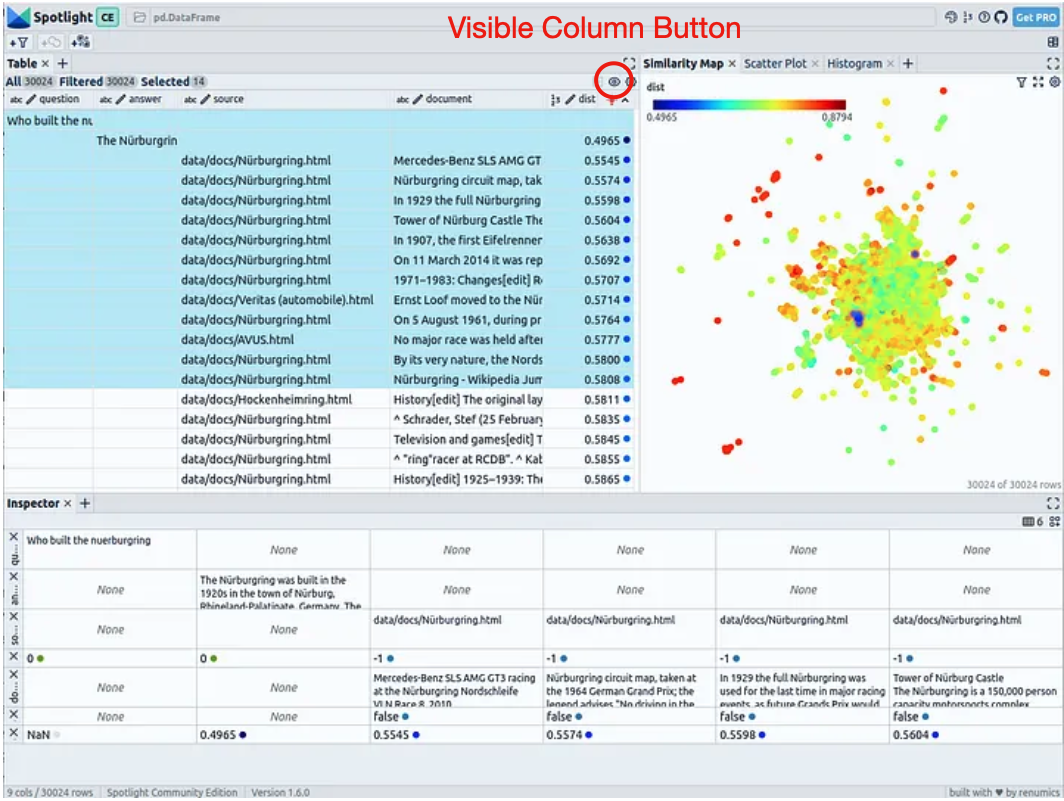 Visible Column Button
Spotlight CE pd.DataFrame Get PRO
Table Similarity Map Scatter Plot Histogram
All 30024 Filtered 30024 Selected 14
abc question abc answer abc source abc document dist
Who built the nu
The Nürburgrin 0.4965
data/docs/Nürburgring.html Mercedes-Benz SLS AMG GT 0.5545
data/docs/Nürburgring.html Nürburgring circuit map, tak 0.5574
data/docs/Nürburgring.html In 1929 the full Nürburgring 0.5598
data/docs/Nürburgring.html Tower of Nürburg Castle The 0.5604
data/docs/Nürburgring.html In 1907, the first Eifelrenner 0.5638
data/docs/Nürburgring.html On 11 March 2014 it was rep 0.5692
data/docs/Nürburgring.html 1971–1983: Changes[edit] Re 0.5707
data/docs/Veritas (automobile).html Ernst Loof moved to the Nür 0.5714
data/docs/Nürburgring.html On 5 August 1961, during pr 0.5764
data/docs/AVUS.html No major race was held after 0.5777
data/docs/Nürburgring.html By its very nature, the Nords 0.5800
data/docs/Nürburgring.html Nürburgring - Wikipedia Jum 0.5808
data/docs/Hockenheimring.html History[edit] The original lay 0.5811
data/docs/Nürburgring.html ^ Schrader, Stef (25 February 0.5835
data/docs/Nürburgring.html Television and games[edit] T 0.5845
data/docs/Nürburgring.html ^ "ring°racer at RCDB". ^ Kab 0.5855
data/docs/Nürburgring.html History[edit] 1925–1939: The 0.5865
dist
0.4965 0.8794
30024 of 30024 rows
Inspector
6
qu... Who built the nuerburgring None None None None None
an... None The Nürburgring was built in the None None None None
1920s in the town of Nürburg,
Rhineland-Palatinate, Germany. The
so... None None data/docs/Nürburgring.html data/docs/Nürburgring.html data/docs/Nürburgring.html data/docs/Nürburgring.html
0 0 -1 -1 -1 -1
do... None None Mercedes-Benz SLS AMG GT3 racing Nürburgring circuit map, taken at In 1929 the full Nürburgring was Tower of Nürburg Castle
at the Nürburgring Nordschleife the 1964 German Grand Prix; the used for the last time in major racing The Nürburgring is a 150,000 person
VLN Race 8, 2010 legend advises "No driving in the events, as future Grands Prix would capacity motorsports complex
None None false false false false
NaN 0.4965 0.5545 0.5574 0.5598 0.5604
9 cols / 30024 rows Spotlight Community Edition Version 1.6.0 built with ♥ by renumics